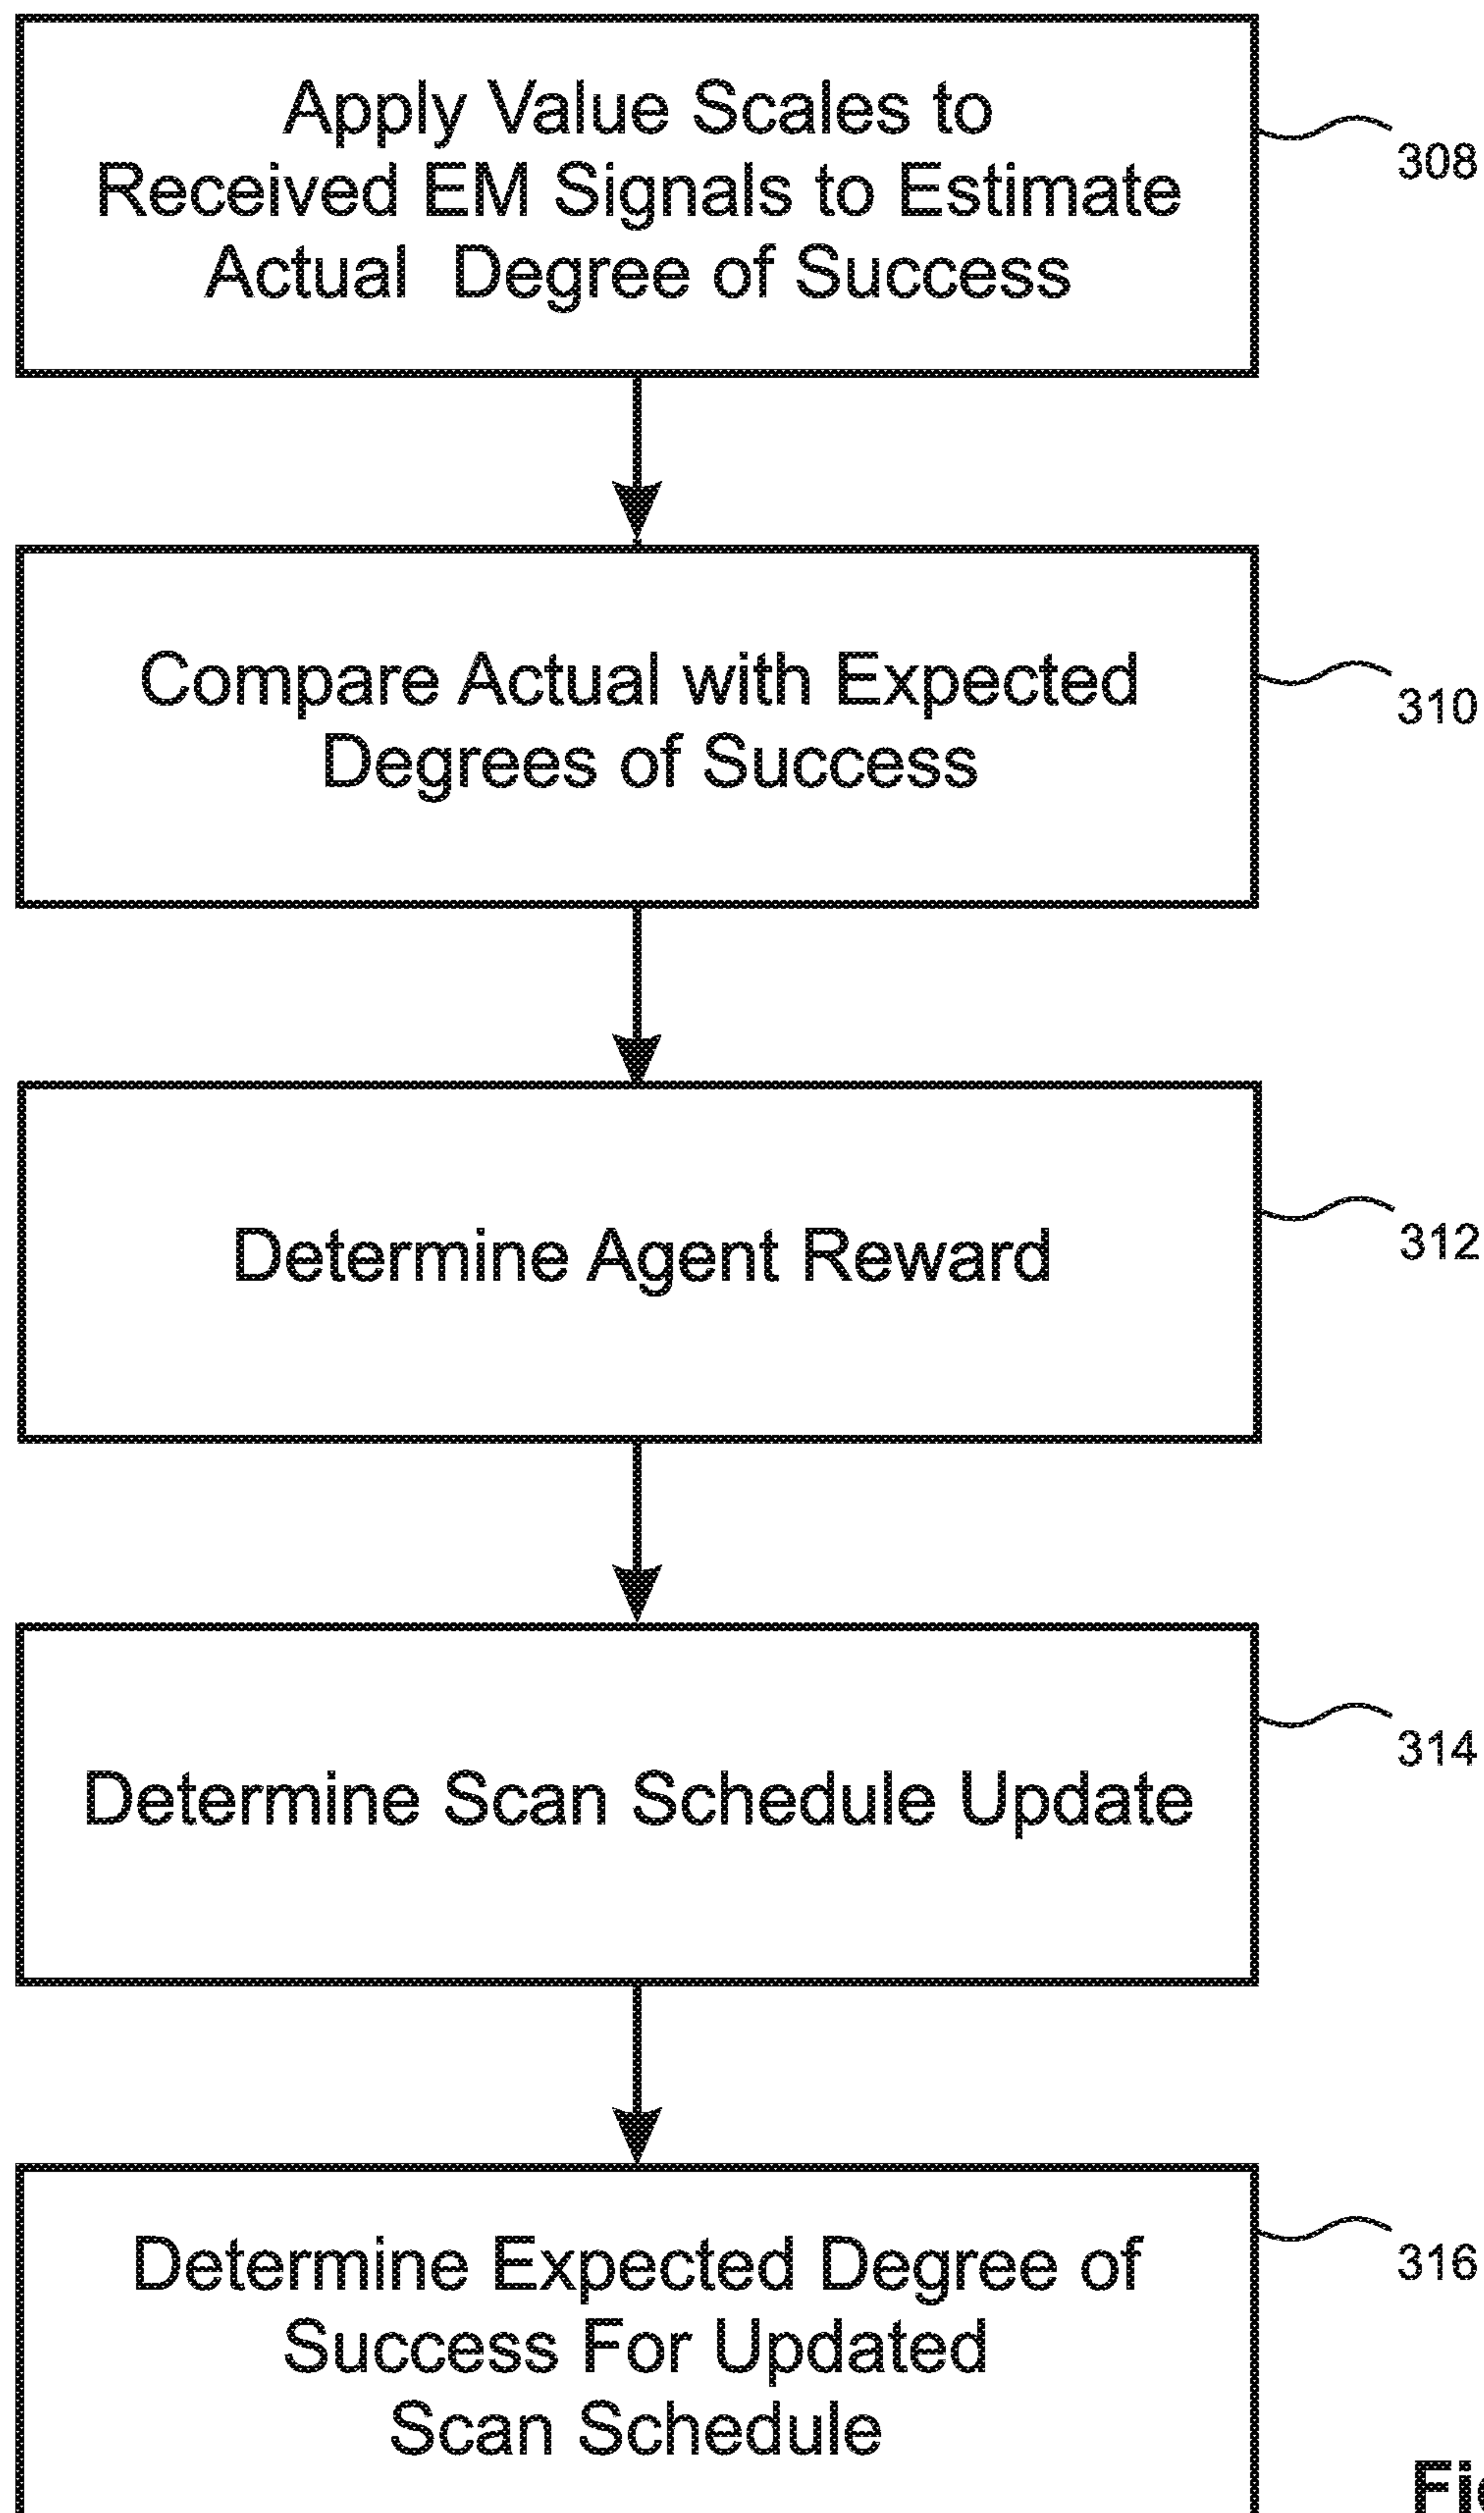 Apply Value Scales to
Received EM Signals to Estimate
Actual Degree of Success
308
Compare Actual with Expected
Degrees of Success
310
Determine Agent Reward
312
Determine Scan Schedule Update
314
Determine Expected Degree of
Success For Updated
Scan Schedule
316